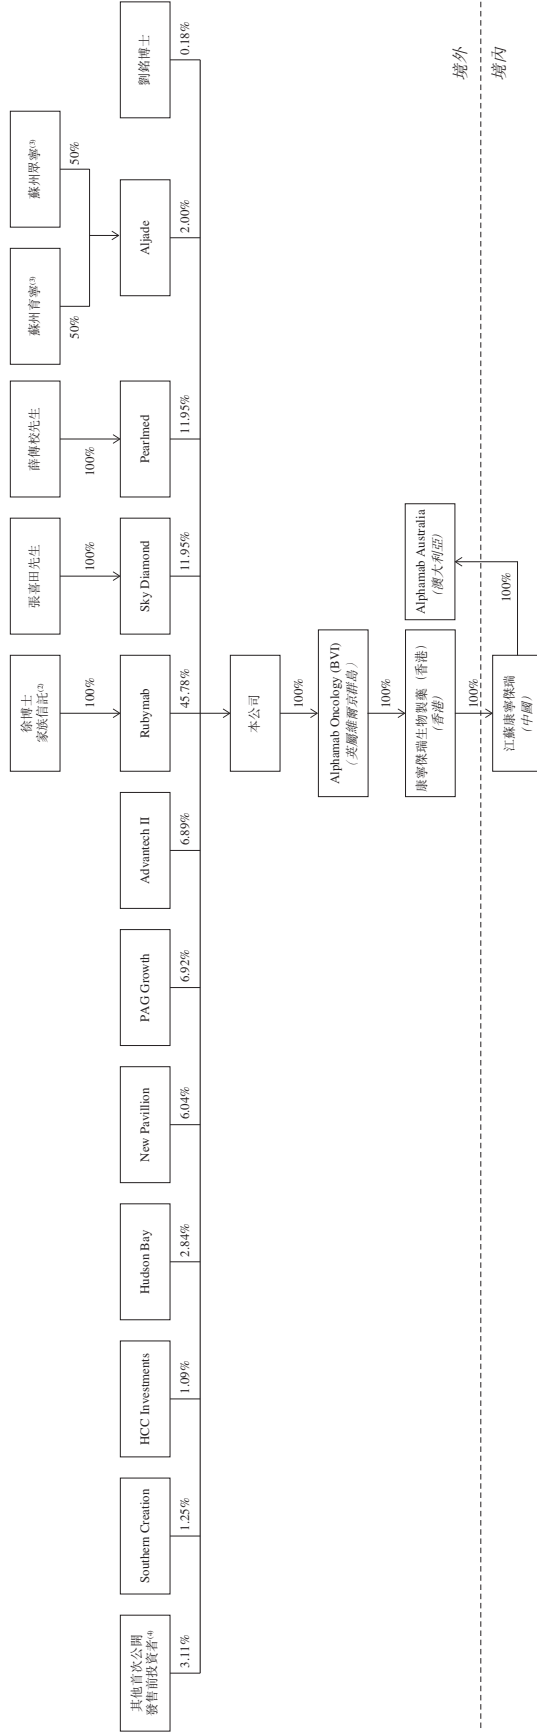 徐博士
家族信託(2)
張喜田先生
薛傳校先生
蘇州育寧(3)
蘇州眾寧(3)
100%
100%
100%
50%
50%
其他首次公開
發售前投資者(4)
Southern Creation
HCC Investments
Hudson Bay
New Pavillion
PAG Growth
Advantech II
Rubymab
Sky Diamond
Pearlmed
Aljade
劉銘博士
3.11%
1.25%
1.09%
2.84%
6.04%
6.92%
6.89%
45.78%
11.95%
11.95%
2.00%
0.18%
本公司
100%
Alphamab Oncology (BVI)
(英屬維爾京群島)
100%
康寧傑瑞生物製藥(香港)
(香港)
Alphamab Australia
(澳大利亞)
100%
100%
境外
境內
江蘇康寧傑瑞
(中國)